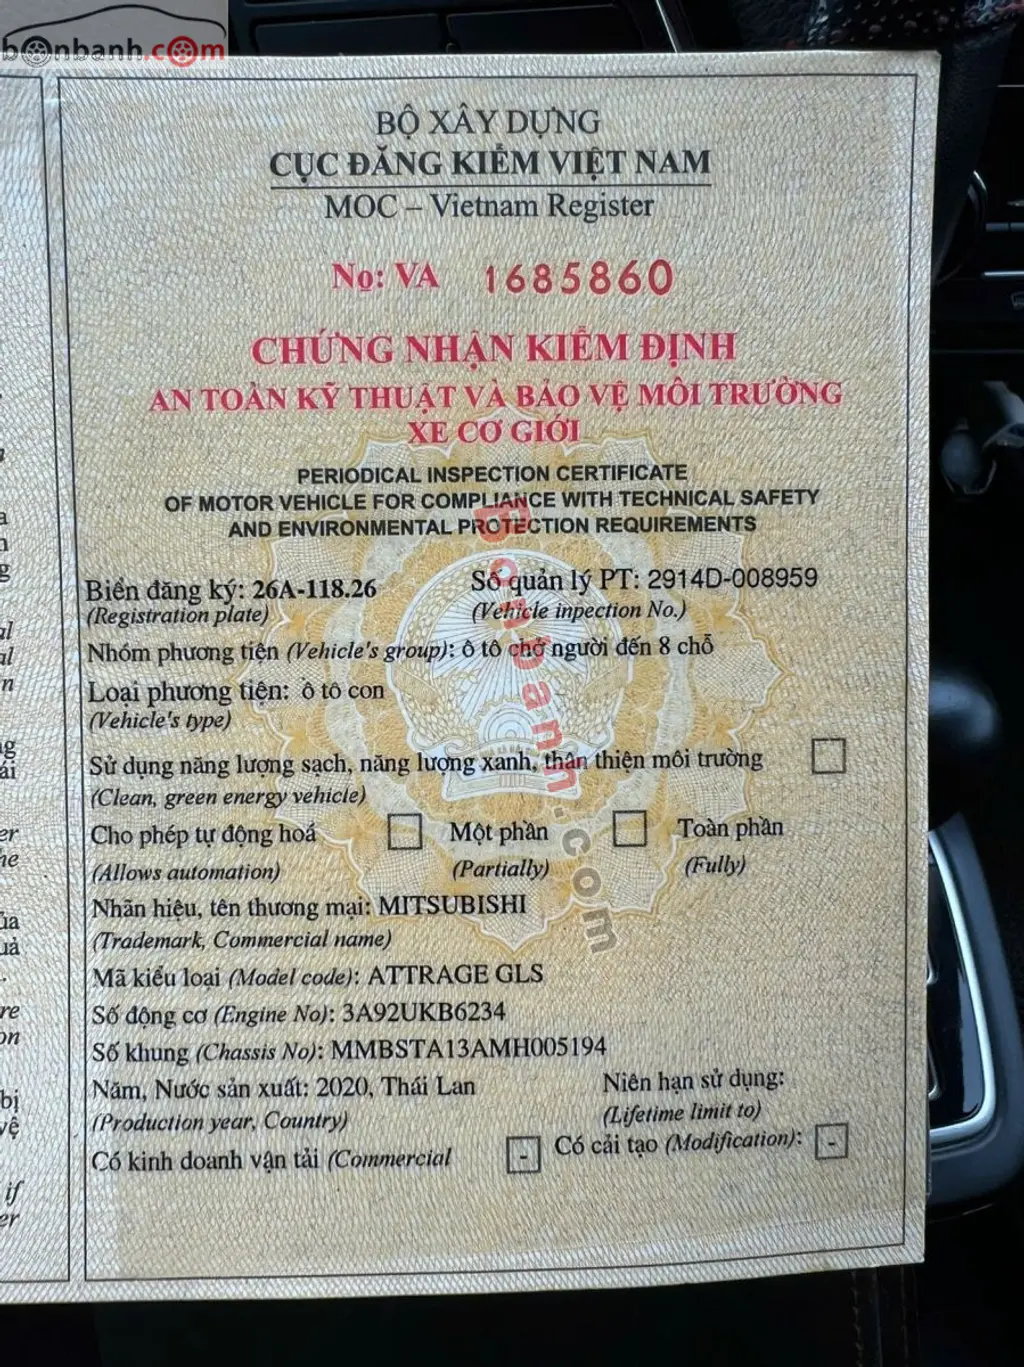 bonbanh.com
BỘ XÂY DỰNG
CỤC ĐĂNG KIỂM VIỆT NAM
MOC – Vietnam Register
No: VA 1685860
CHỨNG NHẬN KIỂM ĐỊNH
AN TOÀN KỸ THUẬT VÀ BẢO VỆ MÔI TRƯỜNG
XE CƠ GIỚI
PERIODICAL INSPECTION CERTIFICATE
OF MOTOR VEHICLE FOR COMPLIANCE WITH TECHNICAL SAFETY
AND ENVIRONMENTAL PROTECTION REQUIREMENTS
Biển đăng ký: 26A-118.26 Số quản lý PT: 2914D-008959
(Registration plate) (Vehicle inpection No.)
Nhóm phương tiện (Vehicle's group): ô tô chở người đến 8 chỗ
Loại phương tiện: ô tô con
(Vehicle's type)
Sử dụng năng lượng sạch, năng lượng xanh, thân thiện môi trường
(Clean, green energy vehicle)
Cho phép tự động hoá Một phần Toàn phần
(Allows automation) (Partially) (Fully)
Nhãn hiệu, tên thương mại: MITSUBISHI
(Trademark, Commercial name)
Mã kiểu loại (Model code): ATTRAGE GLS
Số động cơ (Engine No): 3A92UKB6234
Số khung (Chassis No): MMBSTA13AMH005194
Năm, Nước sản xuất: 2020, Thái Lan Niên hạn sử dụng:
(Production year, Country) (Lifetime limit to)
Có kinh doanh vận tải (Commercial - Có cải tạo (Modification): -
Bonbanh.com